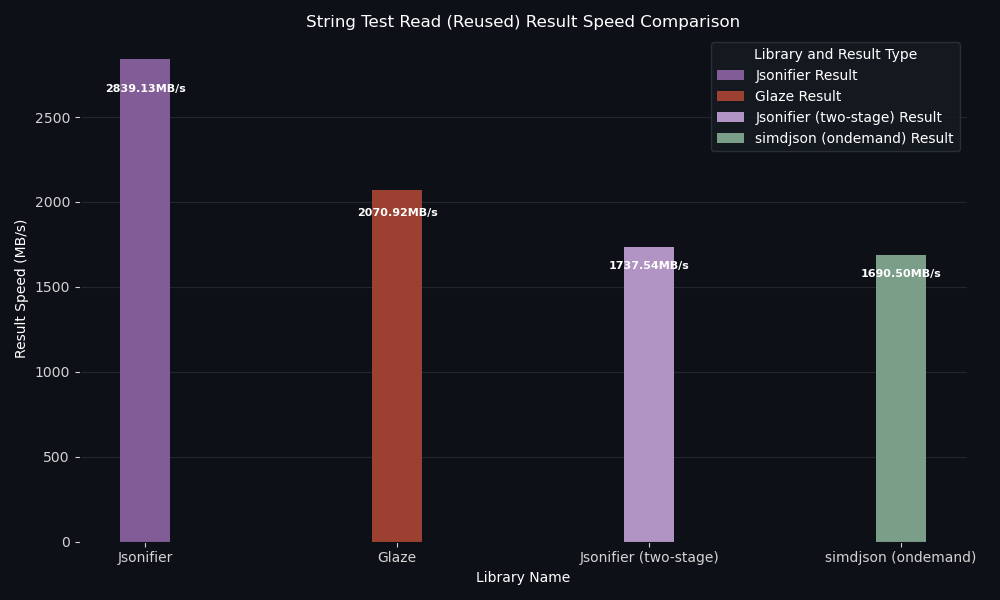 String Test Read (Reused) Result Speed Comparison
Library and Result Type
Jsonifier Result
Glaze Result
Jsonifier (two-stage) Result
simdjson (ondemand) Result
2839.13MB/s
2070.92MB/s
1737.54MB/s
1690.50MB/s
Result Speed (MB/s)
2500
2000
1500
1000
500
0
Jsonifier
Glaze
Jsonifier (two-stage)
simdjson (ondemand)
Library Name